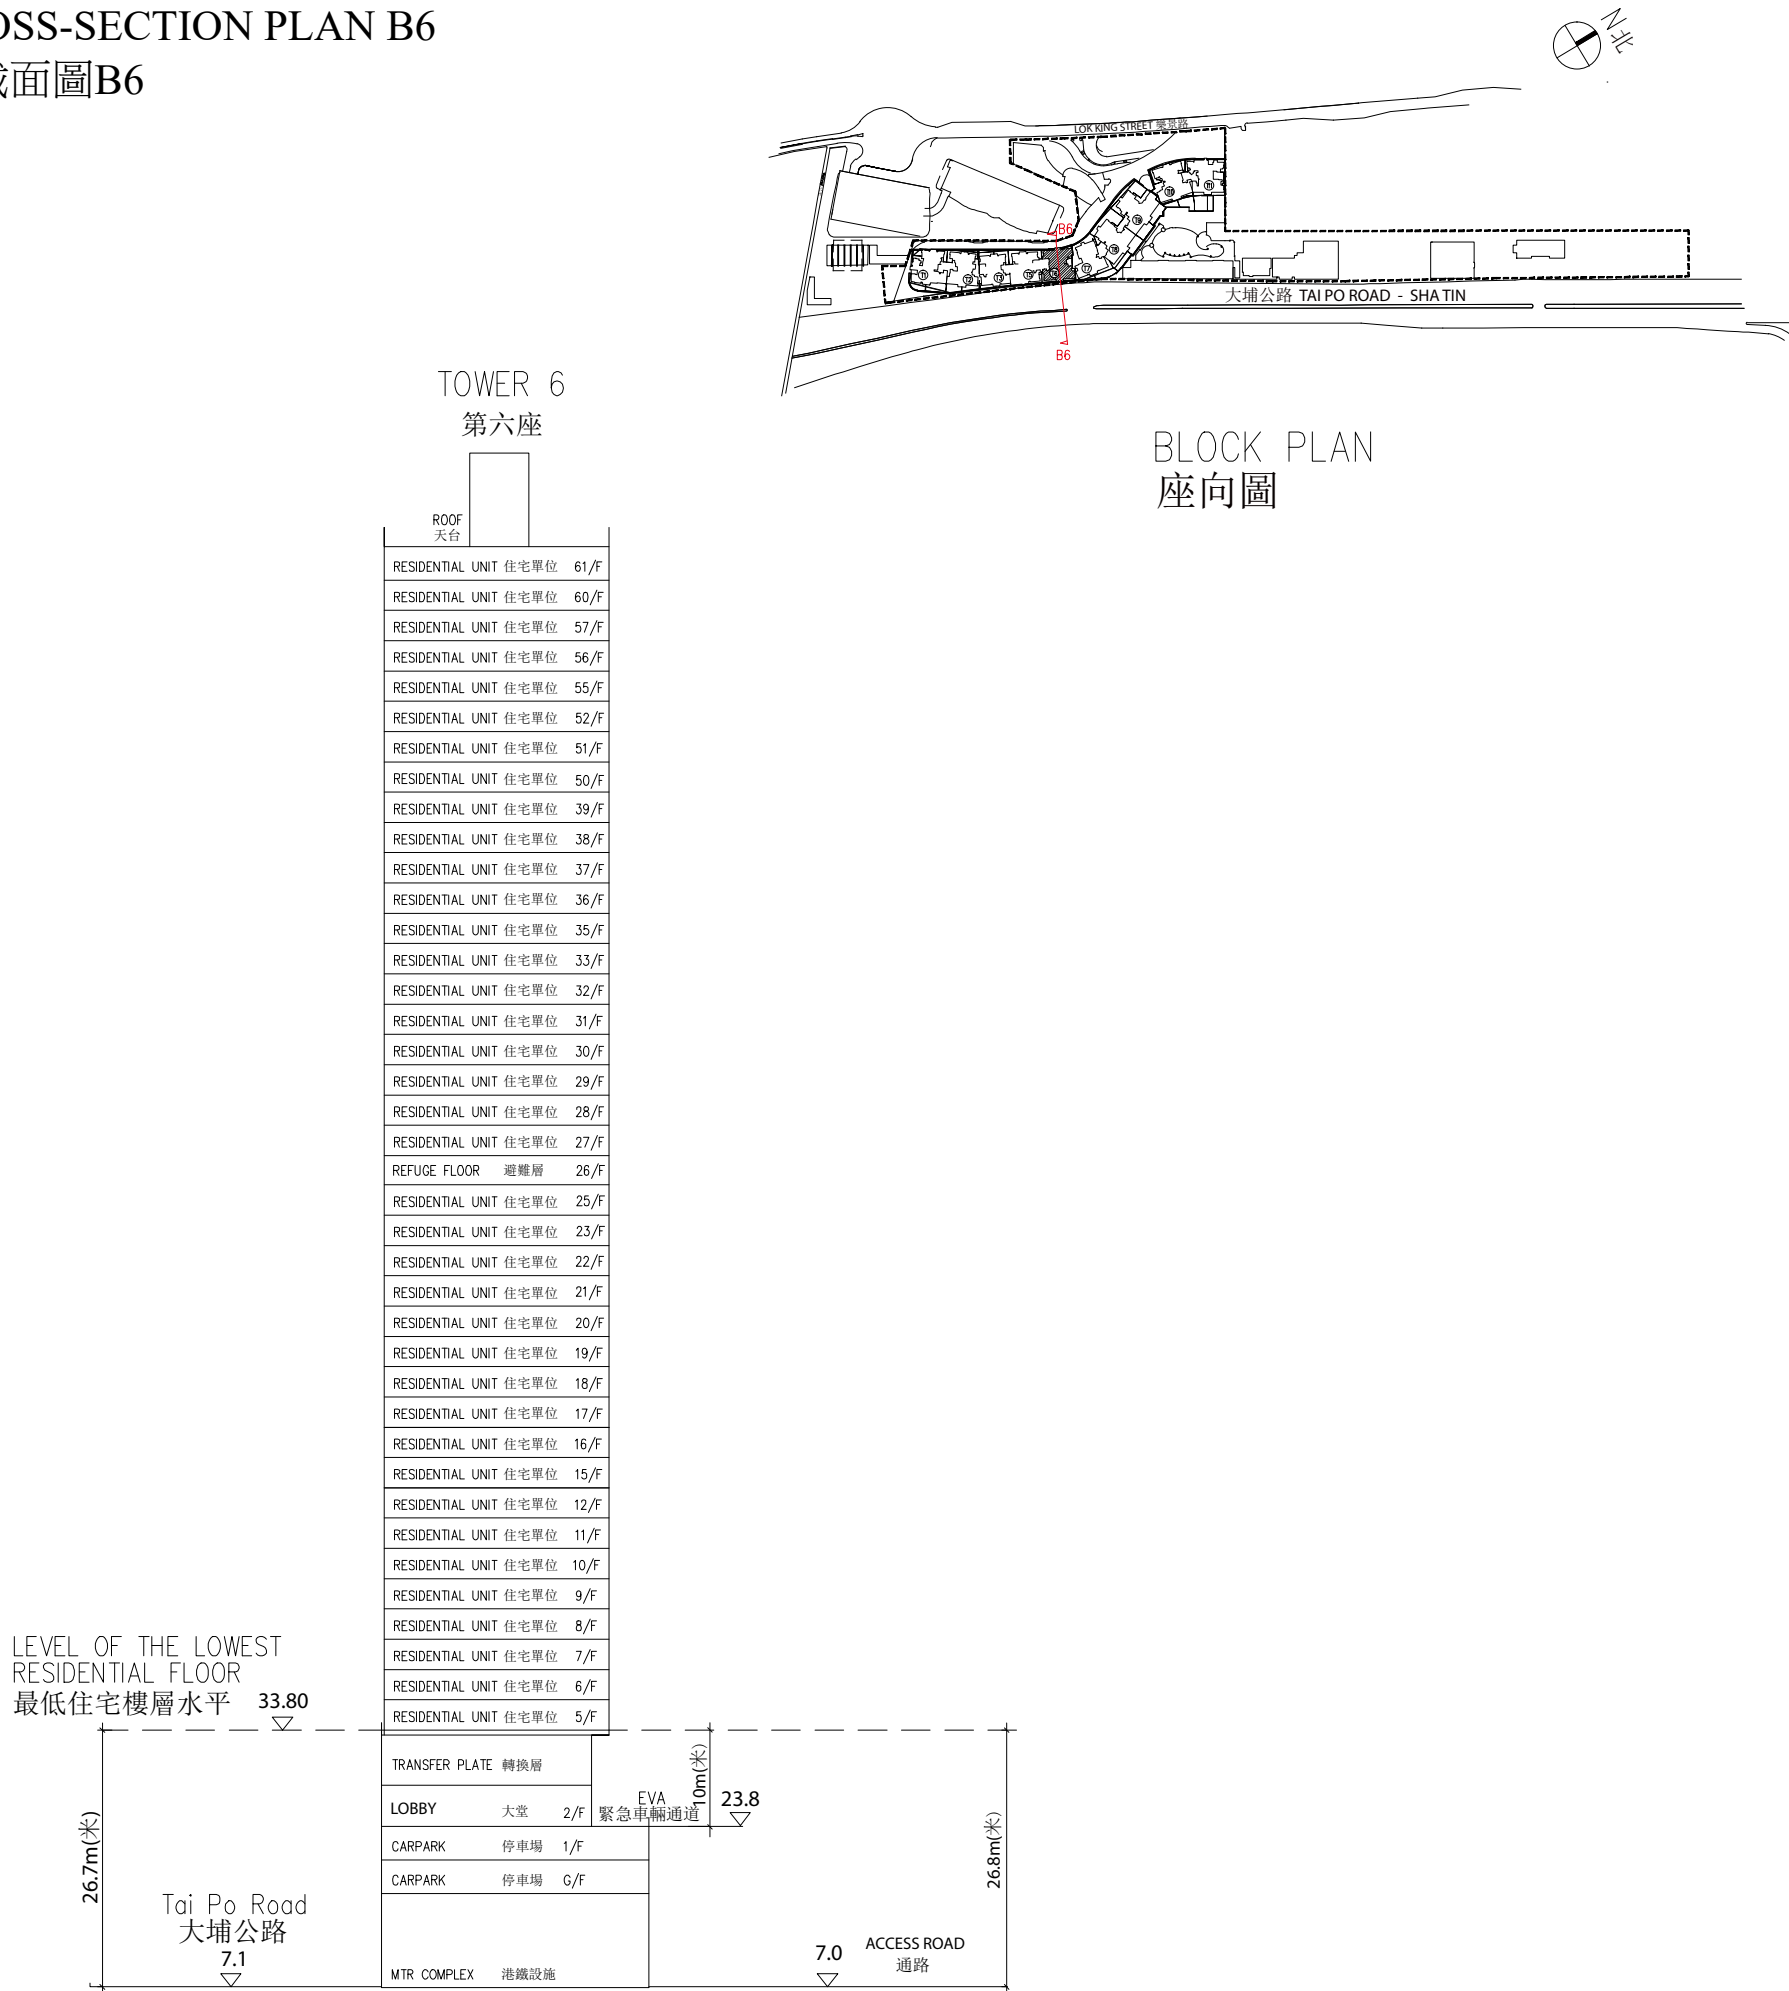 OSS-SECTION PLAN B6
面圖B6
N 北
LOK KING STREET 樂景路
B6
T10
T11
T9
T8
T1
T2
T3
T5
T7
大埔公路 TAI PO ROAD - SHA TIN
B6
BLOCK PLAN
座向圖
TOWER 6
第六座
ROOF
天台
RESIDENTIAL UNIT 住宅單位 61/F
RESIDENTIAL UNIT 住宅單位 60/F
RESIDENTIAL UNIT 住宅單位 57/F
RESIDENTIAL UNIT 住宅單位 56/F
RESIDENTIAL UNIT 住宅單位 55/F
RESIDENTIAL UNIT 住宅單位 52/F
RESIDENTIAL UNIT 住宅單位 51/F
RESIDENTIAL UNIT 住宅單位 50/F
RESIDENTIAL UNIT 住宅單位 39/F
RESIDENTIAL UNIT 住宅單位 38/F
RESIDENTIAL UNIT 住宅單位 37/F
RESIDENTIAL UNIT 住宅單位 36/F
RESIDENTIAL UNIT 住宅單位 35/F
RESIDENTIAL UNIT 住宅單位 33/F
RESIDENTIAL UNIT 住宅單位 32/F
RESIDENTIAL UNIT 住宅單位 31/F
RESIDENTIAL UNIT 住宅單位 30/F
RESIDENTIAL UNIT 住宅單位 29/F
RESIDENTIAL UNIT 住宅單位 28/F
RESIDENTIAL UNIT 住宅單位 27/F
REFUGE FLOOR 避難層 26/F
RESIDENTIAL UNIT 住宅單位 25/F
RESIDENTIAL UNIT 住宅單位 23/F
RESIDENTIAL UNIT 住宅單位 22/F
RESIDENTIAL UNIT 住宅單位 21/F
RESIDENTIAL UNIT 住宅單位 20/F
RESIDENTIAL UNIT 住宅單位 19/F
RESIDENTIAL UNIT 住宅單位 18/F
RESIDENTIAL UNIT 住宅單位 17/F
RESIDENTIAL UNIT 住宅單位 16/F
RESIDENTIAL UNIT 住宅單位 15/F
RESIDENTIAL UNIT 住宅單位 12/F
RESIDENTIAL UNIT 住宅單位 11/F
RESIDENTIAL UNIT 住宅單位 10/F
RESIDENTIAL UNIT 住宅單位 9/F
RESIDENTIAL UNIT 住宅單位 8/F
RESIDENTIAL UNIT 住宅單位 7/F
RESIDENTIAL UNIT 住宅單位 6/F
RESIDENTIAL UNIT 住宅單位 5/F
LEVEL OF THE LOWEST
RESIDENTIAL FLOOR
最低住宅樓層水平 33.80
TRANSFER PLATE 轉換層
LOBBY 大堂 2/F
EVA
緊急車輛通道
10m(米)
23.8
CARPARK 停車場 1/F
CARPARK 停車場 G/F
MTR COMPLEX 港鐵設施
26.7m(米)
Tai Po Road
大埔公路
7.1
7.0
ACCESS ROAD
通路
26.8m(米)